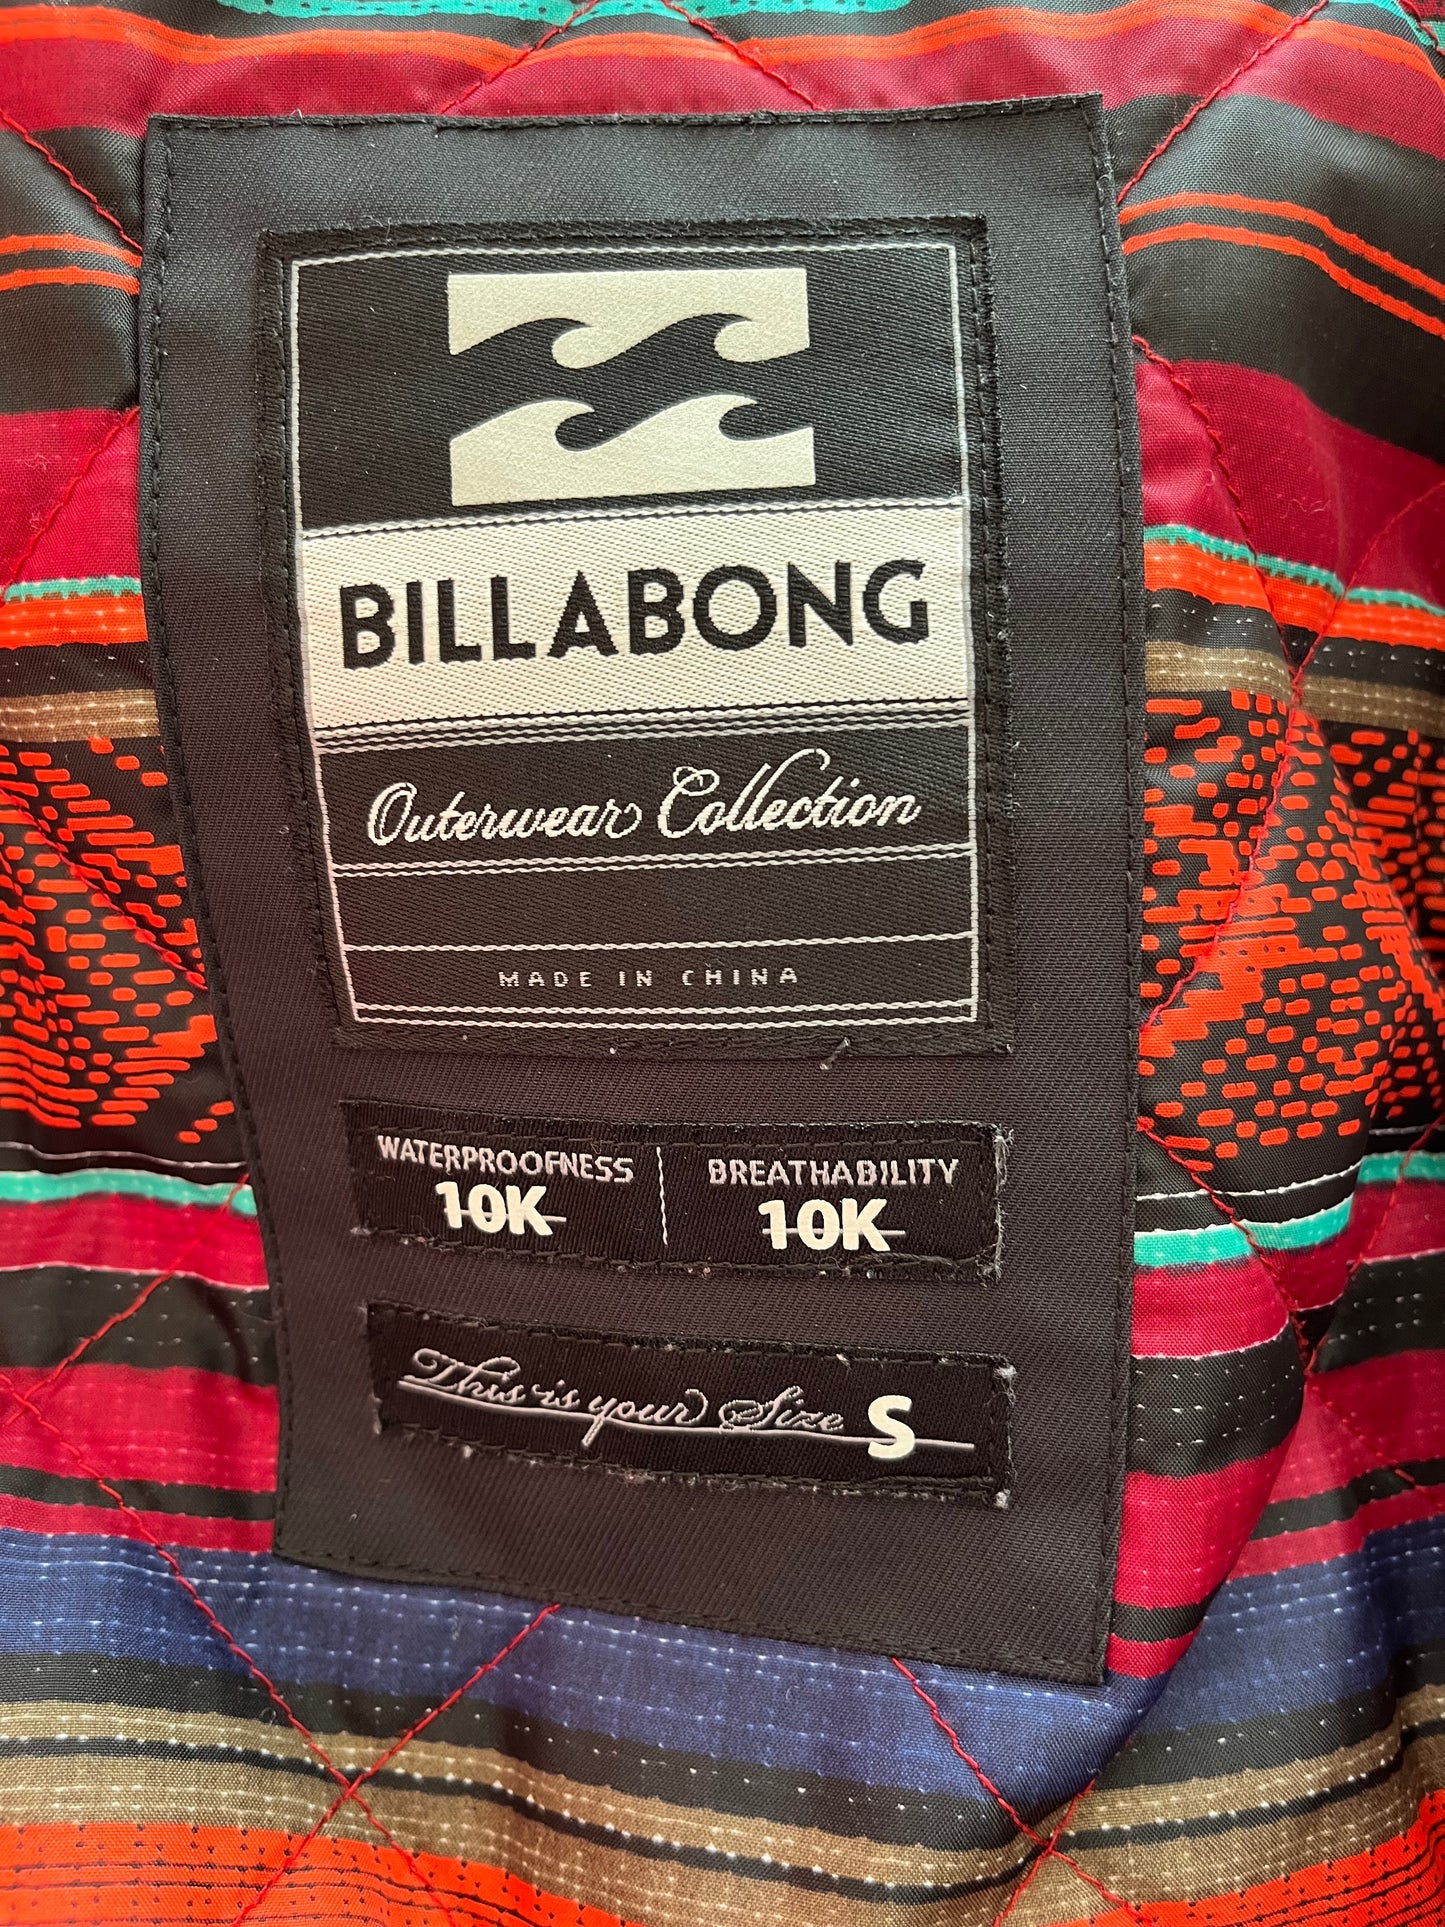 BILLABONG
Outerwear Collection
MADE IN CHINA
WATERPROOFNESS BREATHABILITY
10K 10K
This is your Size S